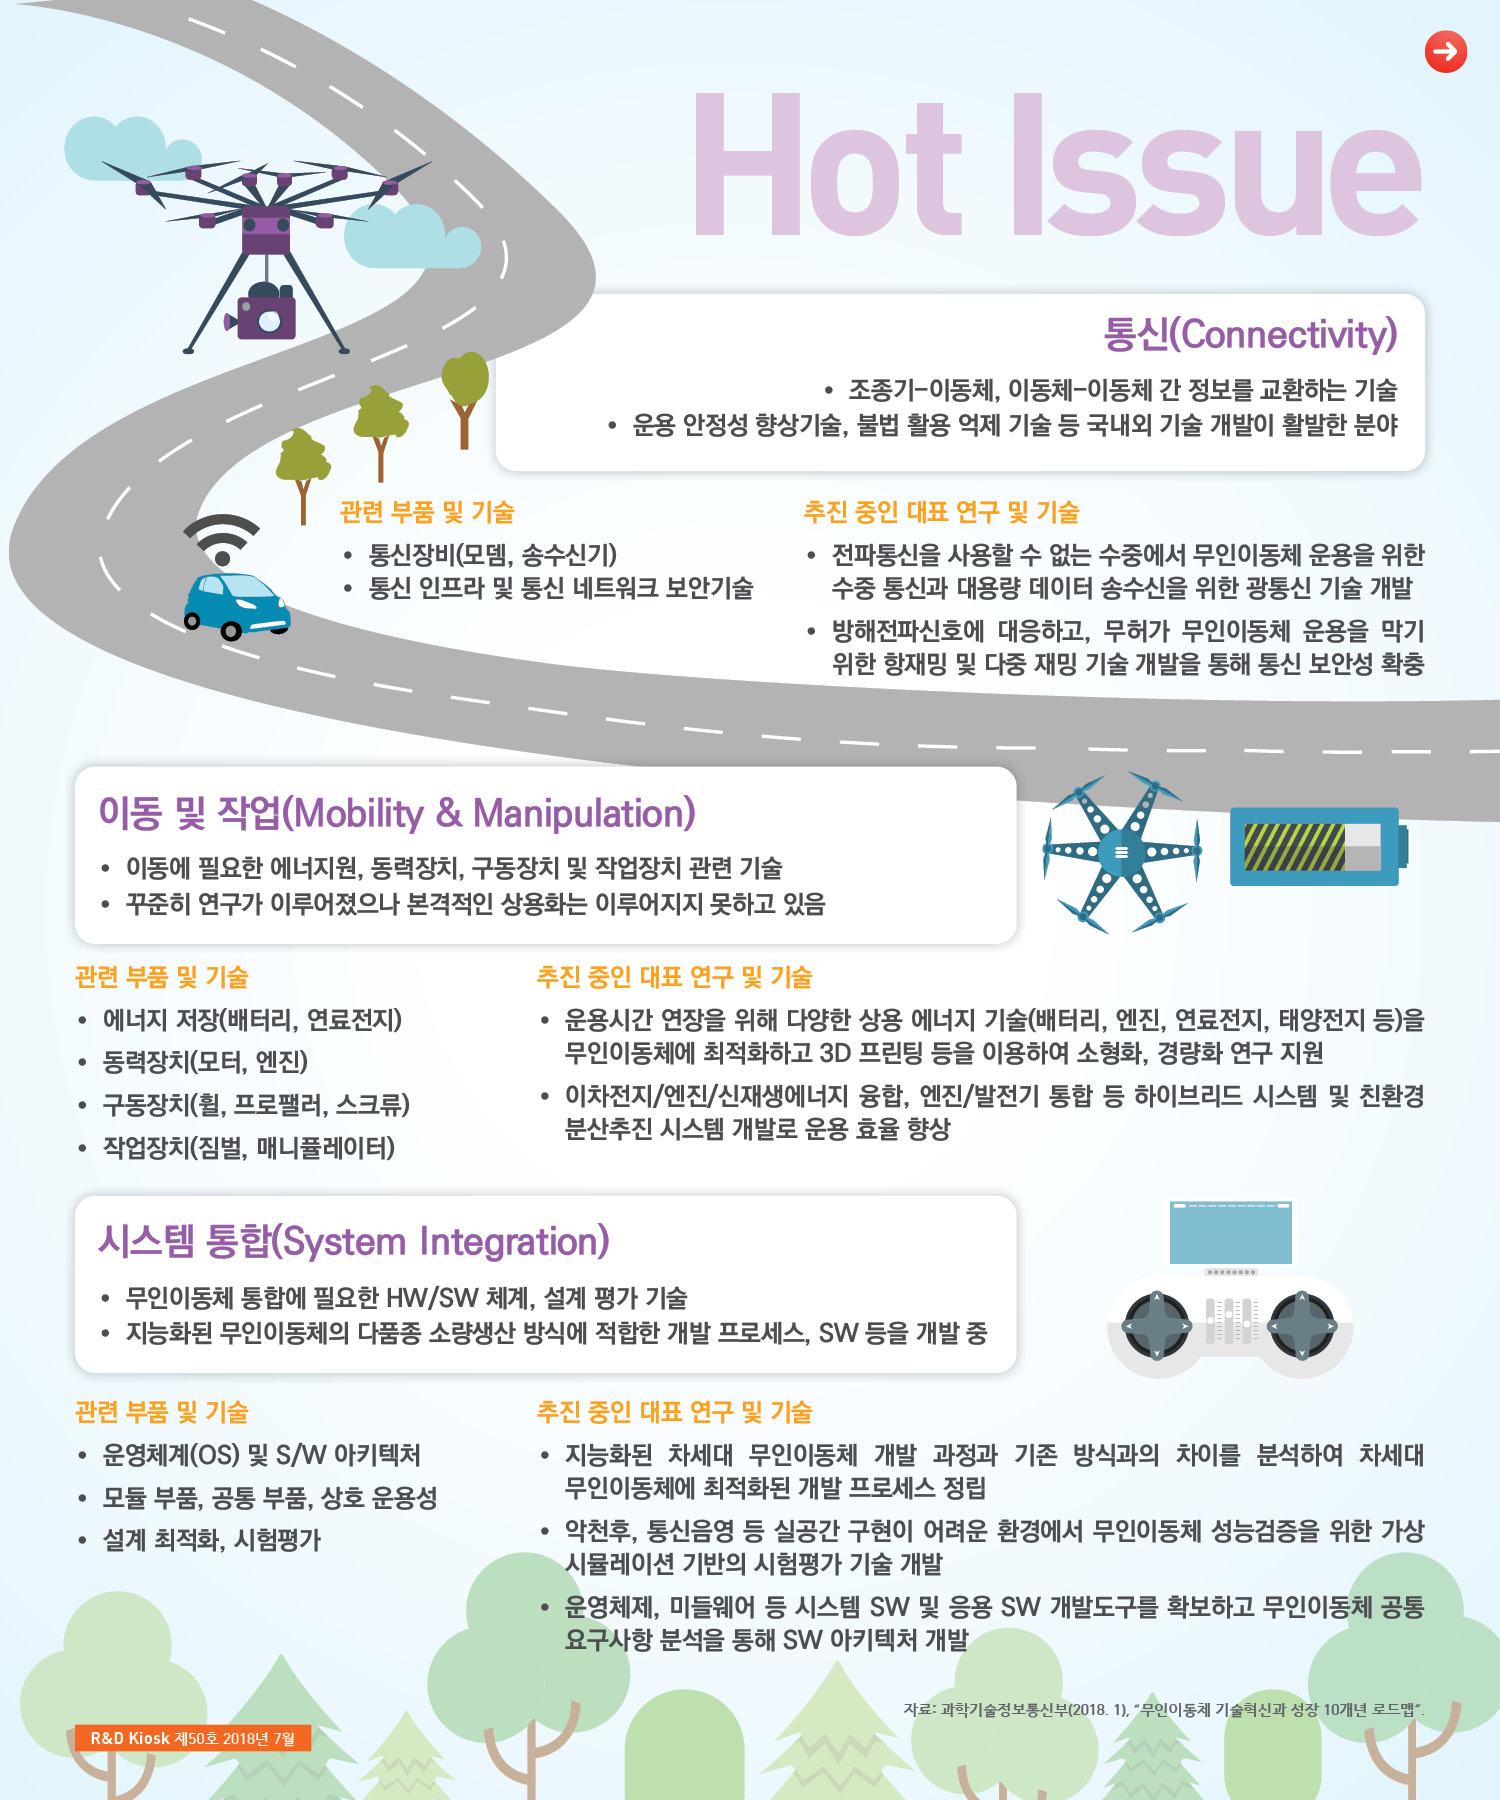 Hot Issue
통신(Connectivity)
• 조종기-이동체, 이동체-이동체 간 정보를 교환하는 기술
• 운용 안정성 향상기술, 불법 활용 억제 기술 등 국내외 기술 개발이 활발한 분야
관련 부품 및 기술
• 통신장비(모뎀, 송수신기)
• 통신 인프라 및 통신 네트워크 보안기술
추진 중인 대표 연구 및 기술
• 전파통신을 사용할 수 없는 수중에서 무인이동체 운용을 위한
수중 통신과 대용량 데이터 송수신을 위한 광통신 기술 개발
• 방해전파신호에 대응하고, 무허가 무인이동체 운용을 막기
위한 항재밍 및 다중 재밍 기술 개발을 통해 통신 보안성 확충
이동 및 작업(Mobility & Manipulation)
• 이동에 필요한 에너지원, 동력장치, 구동장치 및 작업장치 관련 기술
• 꾸준히 연구가 이루어졌으나 본격적인 상용화는 이루어지지 못하고 있음
관련 부품 및 기술
• 에너지 저장(배터리, 연료전지)
• 동력장치(모터, 엔진)
• 구동장치(휠, 프로팰러, 스크류)
• 작업장치(짐벌, 매니퓰레이터)
추진 중인 대표 연구 및 기술
• 운용시간 연장을 위해 다양한 상용 에너지 기술(배터리, 엔진, 연료전지, 태양전지 등)을
무인이동체에 최적화하고 3D 프린팅 등을 이용하여 소형화, 경량화 연구 지원
• 이차전지/엔진/신재생에너지 융합, 엔진/발전기 통합 등 하이브리드 시스템 및 친환경
분산추진 시스템 개발로 운용 효율 향상
시스템 통합(System Integration)
• 무인이동체 통합에 필요한 HW/SW 체계, 설계 평가 기술
• 지능화된 무인이동체의 다품종 소량생산 방식에 적합한 개발 프로세스, SW 등을 개발 중
관련 부품 및 기술
• 운영체계(OS) 및 S/W 아키텍처
• 모듈 부품, 공통 부품, 상호 운용성
• 설계 최적화, 시험평가
추진 중인 대표 연구 및 기술
• 지능화된 차세대 무인이동체 개발 과정과 기존 방식과의 차이를 분석하여 차세대
무인이동체에 최적화된 개발 프로세스 정립
• 악천후, 통신음영 등 실공간 구현이 어려운 환경에서 무인이동체 성능검증을 위한 가상
시뮬레이션 기반의 시험평가 기술 개발
• 운영체제, 미들웨어 등 시스템 SW 및 응용 SW 개발도구를 확보하고 무인이동체 공통
요구사항 분석을 통해 SW 아키텍처 개발
자료: 과학기술정보통신부(2018. 1), “무인이동체 기술혁신과 성장 10개년 로드맵”.
R&D Kiosk 제50호 2018년 7월